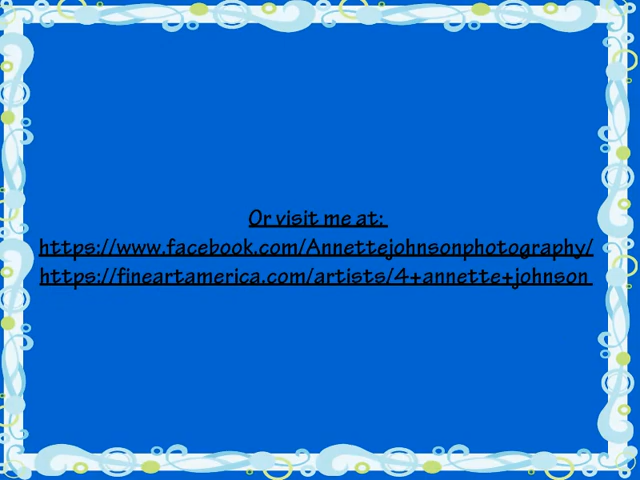 Or visit me at:
https://www.facebook.com/Annettejohnsonphotography/
https://fineartamerica.com/artists/4+annette+johnson